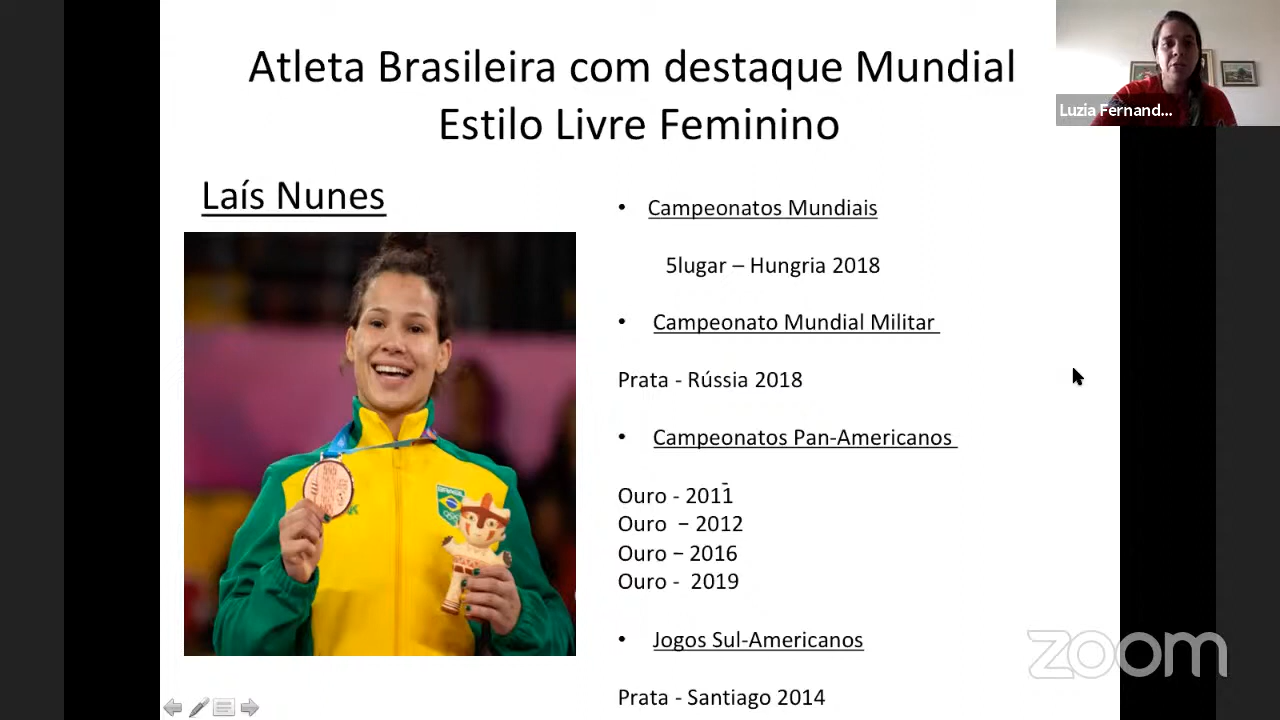 Atleta Brasileira com destaque Mundial
Estilo Livre Feminino
Luzia Fernand...
Laís Nunes
• Campeonatos Mundiais
5lugar – Hungria 2018
• Campeonato Mundial Militar
Prata - Rússia 2018
• Campeonatos Pan-Americanos
Ouro - 2011
Ouro – 2012
Ouro – 2016
Ouro - 2019
• Jogos Sul-Americanos
Prata - Santiago 2014
zoom